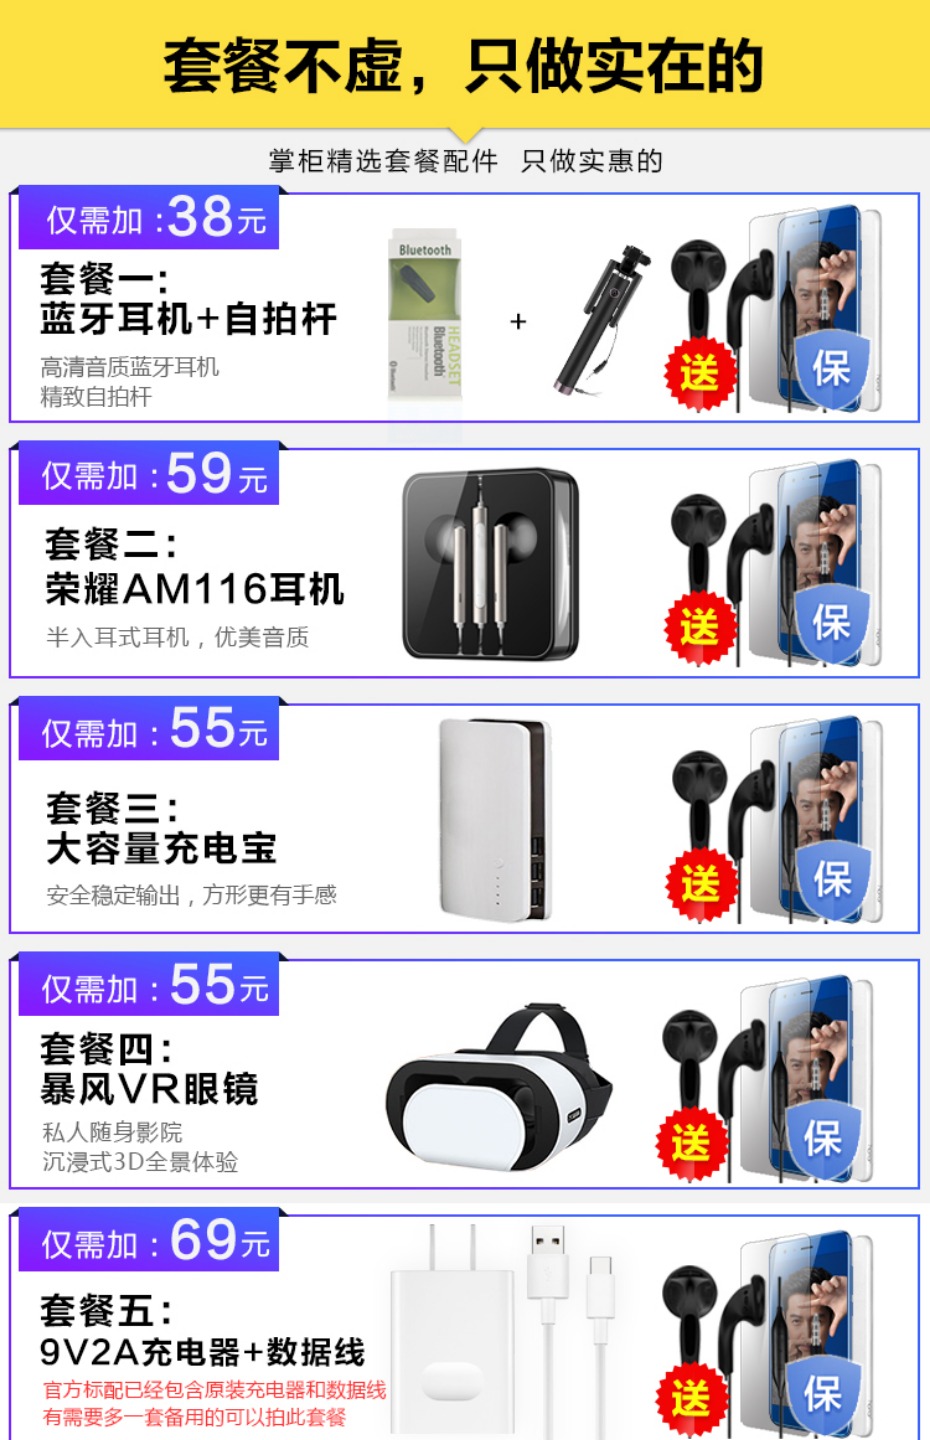 套餐不虚，只做实在的
掌柜精选套餐配件 只做实惠的
仅需加：38元
套餐一：
蓝牙耳机+自拍杆
高清音质蓝牙耳机
精致自拍杆
Bluetooth
HEADSET
Bluetooth
+
送
保
仅需加：59元
套餐二：
荣耀AM116耳机
半入耳式耳机，优美音质
送
保
仅需加：55元
套餐三：
大容量充电宝
安全稳定输出，方形更有手感
送
保
仅需加：55元
套餐四：
暴风VR眼镜
私人随身影院
沉浸式3D全景体验
送
保
仅需加：69元
套餐五：
9V2A充电器+数据线
官方标配已经包含原装充电器和数据线
有需要多一套备用的可以拍此套餐
送
保